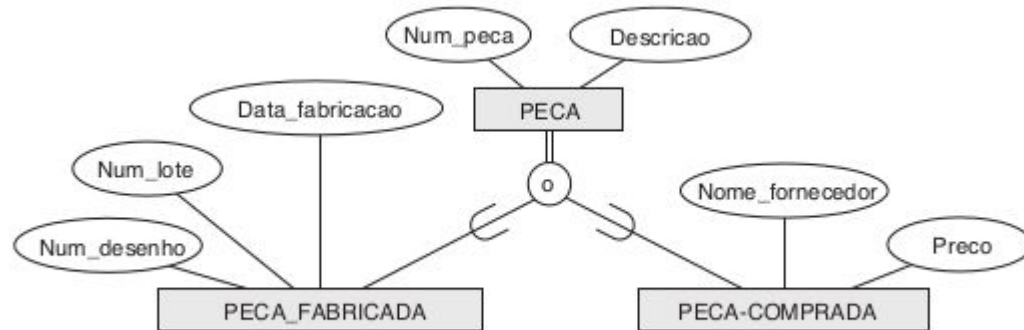 Num_peca
Descricao
Data_fabricacao
PECA
Num_lote
o
Nome_fornecedor
Num_desenho
Preco
PECA_FABRICADA
PECA-COMPRADA